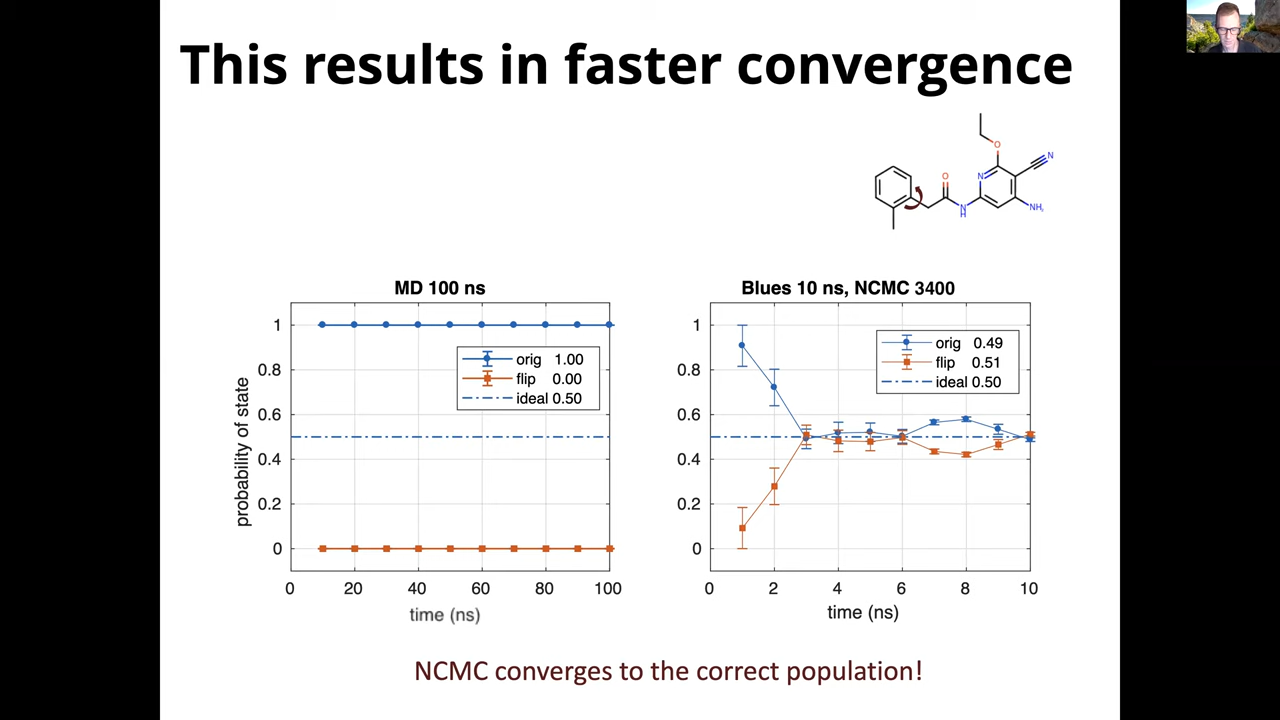 This results in faster convergence
O
N
N
O
N
H
NH₂
MD 100 ns
1
0.8
0.6
0.4
0.2
0
probability of state
orig 1.00
flip 0.00
ideal 0.50
0 20 40 60 80 100
time (ns)
Blues 10 ns, NCMC 3400
1
0.8
0.6
0.4
0.2
0
orig 0.49
flip 0.51
ideal 0.50
0 2 4 6 8 10
time (ns)
NCMC converges to the correct population!